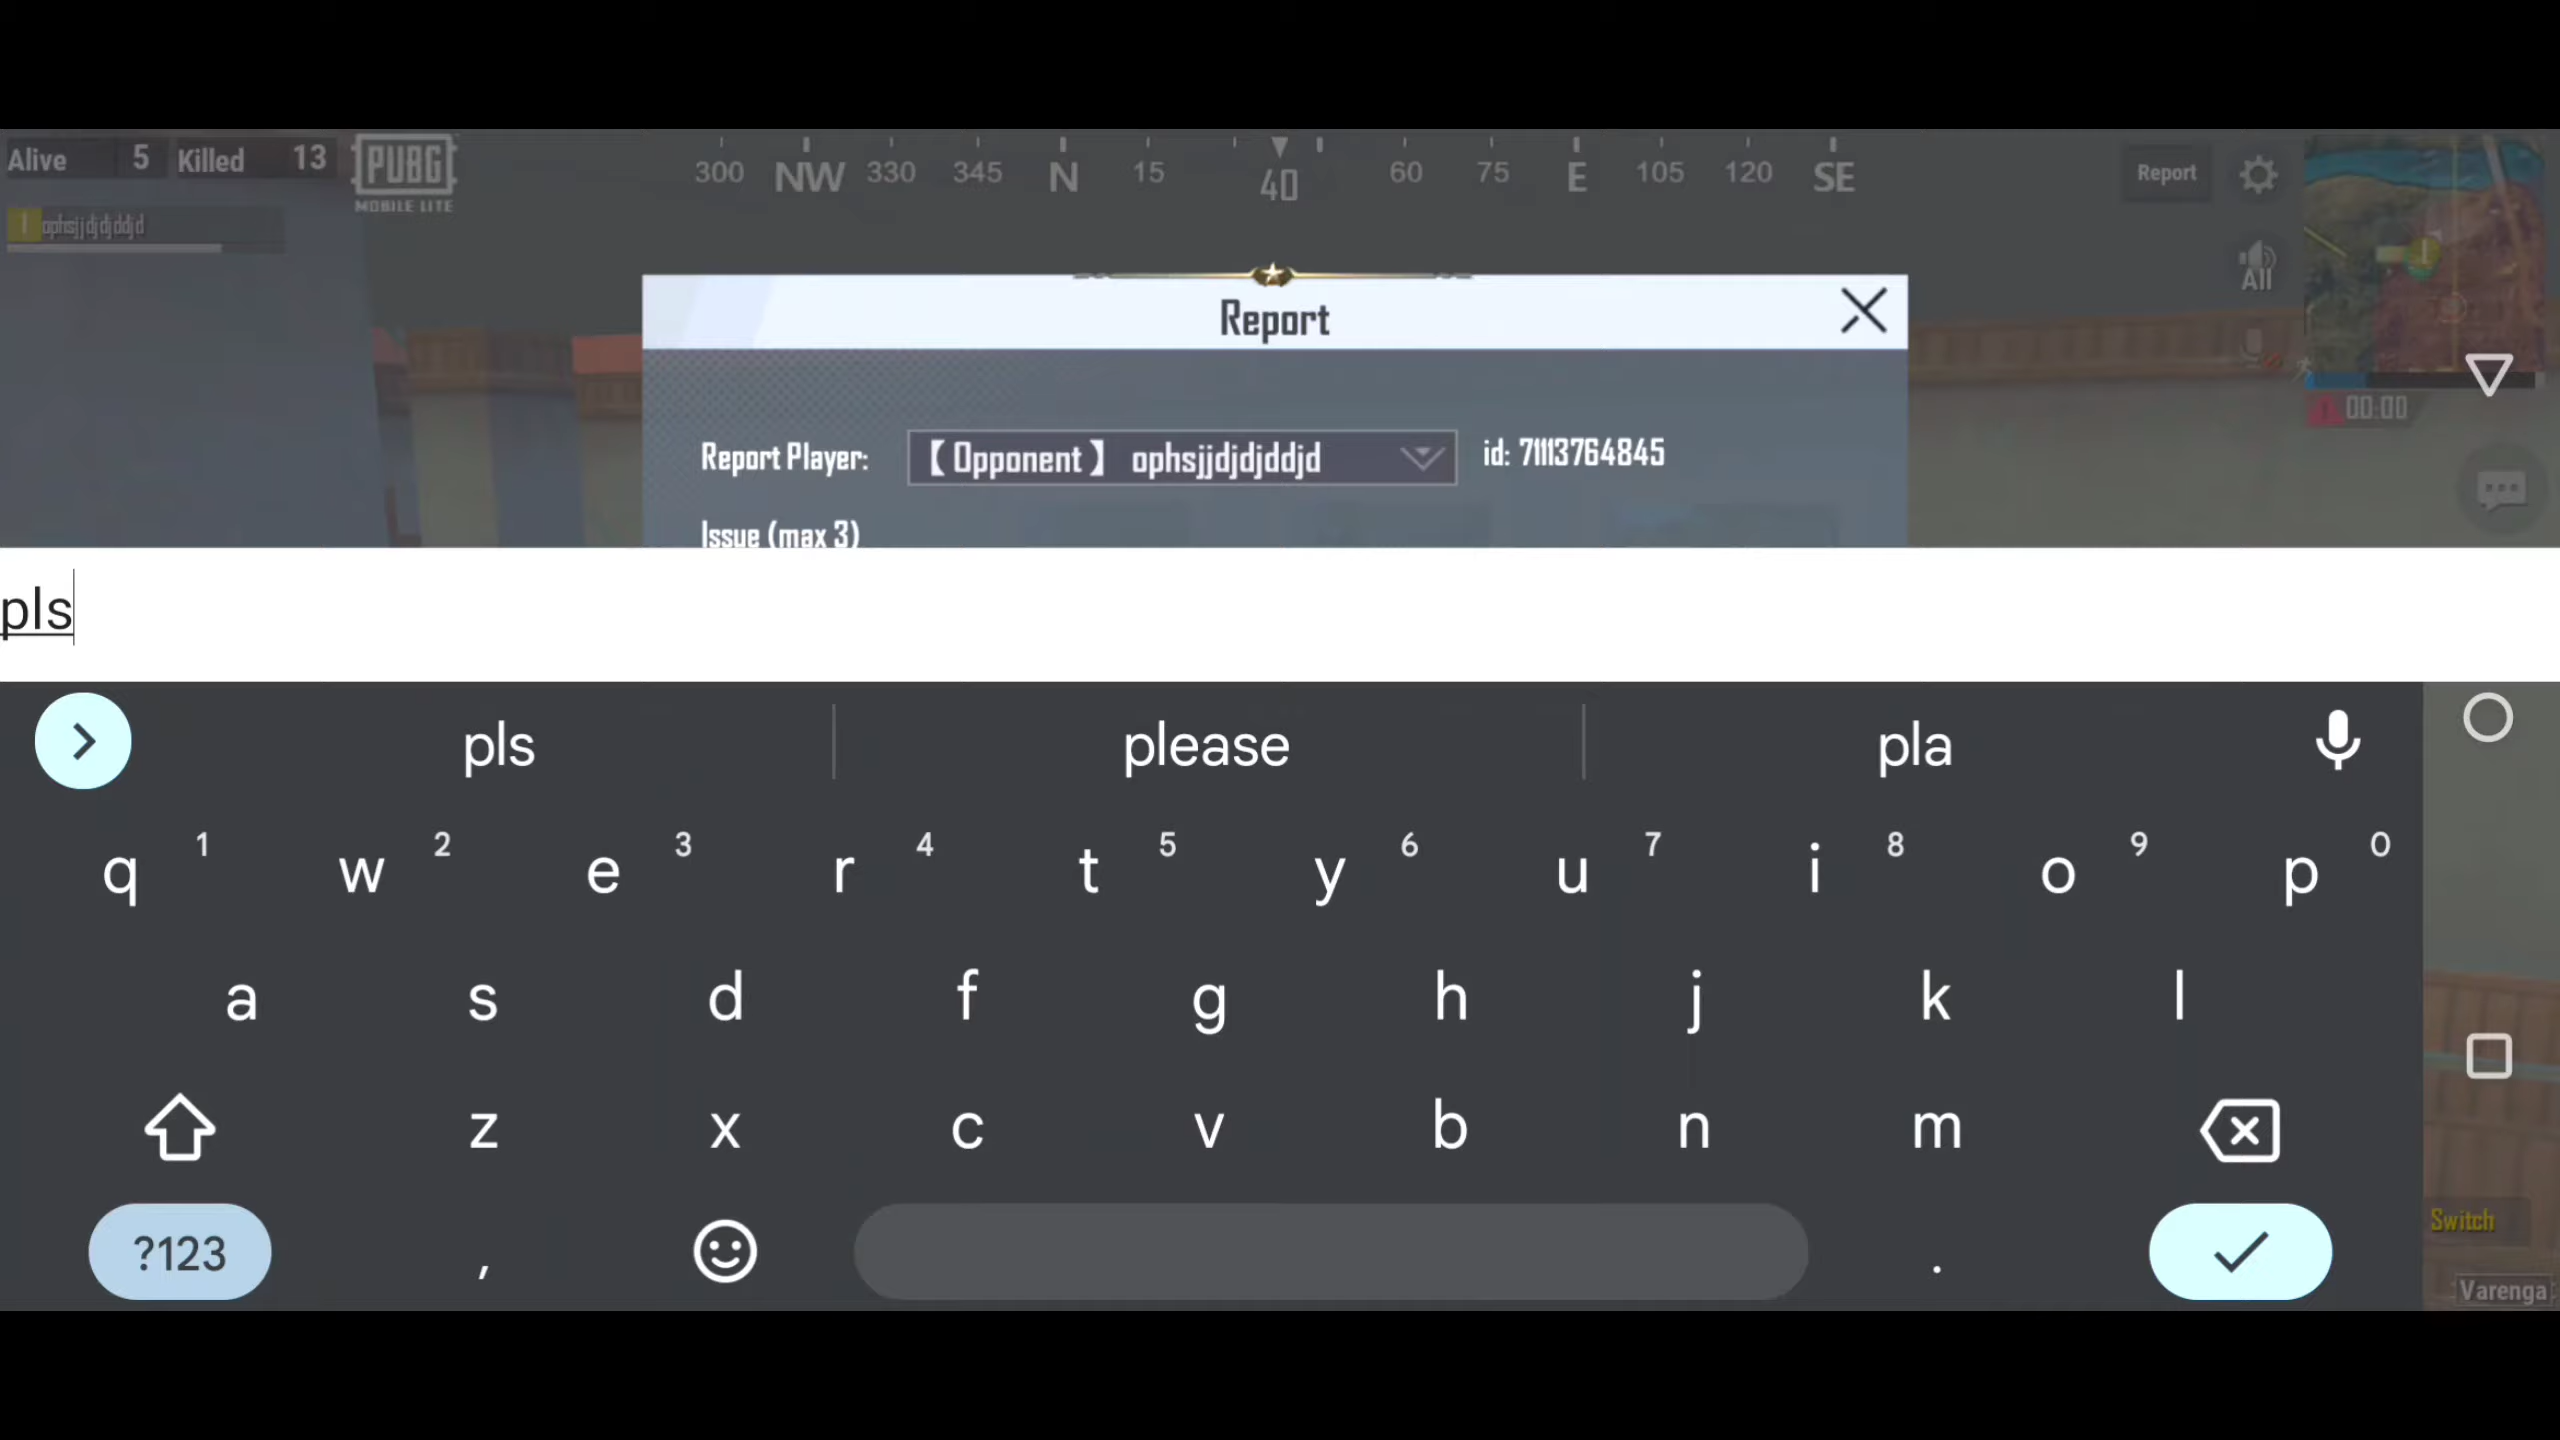 Alive 5 Killed 13
PUBG
MOBILE LITE
300 NW 330 345 N 15 40 60 75 E 105 120 SE
Report
1 ophsjjdjdjddjd
All
Report
Report Player: 【Opponent】 ophsjjdjdjddjd id: 71113764845
1
00:00
Issue (max 3)
pls
pls please pla
q 1 w 2 e 3 r 4 t 5 y 6 u 7 i 8 o 9 p 0
a s d f g h j k l
z x c v b n m
?123 , .
Switch
Varenga